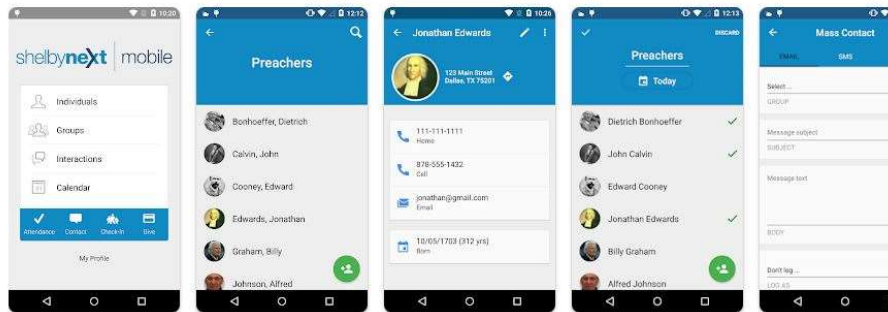 10:20
shelbynext | mobile
Individuals
Groups
Interactions
Calendar
Attendance Contact Check-In Give
My Profile
12:12
Preachers
Bonhoeffer, Dietrich
Calvin, John
Cooney, Edward
Edwards, Jonathan
Graham, Billy
Johnson, Alfred
10:26
Jonathan Edwards
123 Main Street
Dallas, TX 75201
111-111-1111
Home
878-555-1432
Cell
jonathan@gmail.com
Email
10/05/1703 (312 yrs)
Born
12:13
DISCARD
Preachers
Today
Dietrich Bonhoeffer
John Calvin
Edward Cooney
Jonathan Edwards
Billy Graham
Alfred Johnson
Mass Contact
EMAIL SMS
Select ...
GROUP
Message subject
SUBJECT
Message text
BODY
Don't log ...
LOG AS